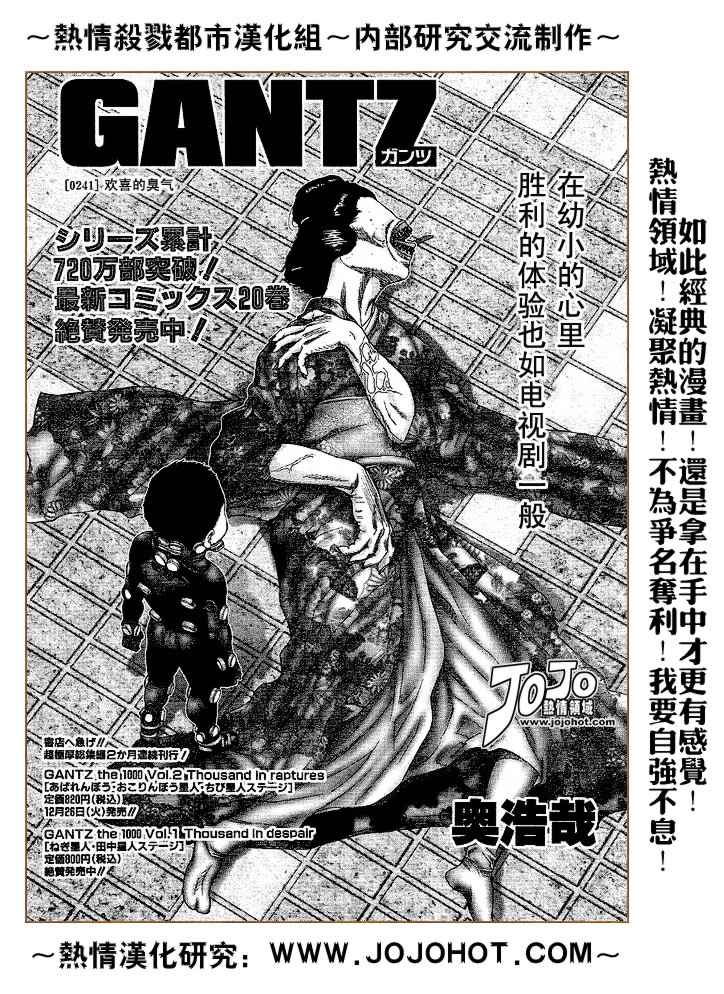 ～熱情殺戮都市漢化組～内部研究交流制作～
GANTZ
ガンツ
[0241] 欢喜的臭气
シリーズ累計
720万部突破！
最新コミックス20巻
絶賛発売中！
在幼小的心里
胜利的体验也如电视剧一般
如此經典的漫畫！還是拿在手中才更有感覺！
熱情領域！凝聚熱情！不為爭名奪利！我要自強不息！
JOJO
熱情領域
www.jojohot.com
書店へ急げ!!
超極厚総集編2か月連続刊行!!
GANTZ the 1000 Vol.2 Thousand in raptures
[あばれんぼう・おこりんぼう星人・ちび星人ステージ]
定価820円(税込)
12月26日(火)発売!!
GANTZ the 1000 Vol.1 Thousand in despair
[ねぎ星人・田中星人ステージ]
定価800円(税込)
絶賛発売中!!
奥浩哉
～熱情漢化研究：WWW.JOJOHOT.COM～